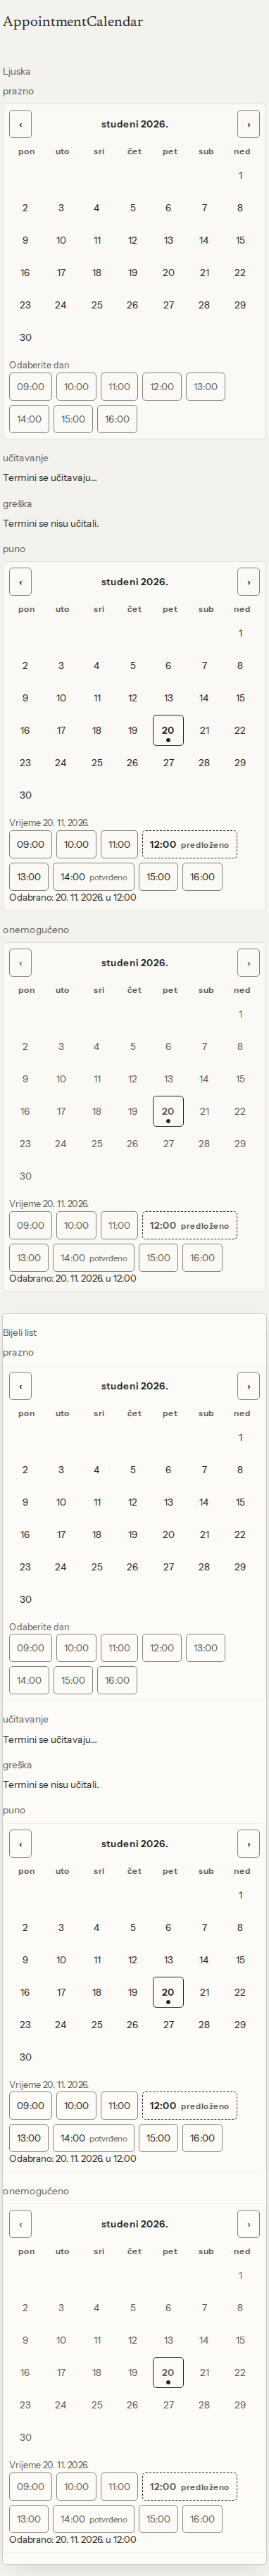 AppointmentCalendar
Ljuska
prazno
‹ studeni 2026. ›
pon uto sri čet pet sub ned
1
2 3 4 5 6 7 8
9 10 11 12 13 14 15
16 17 18 19 20 21 22
23 24 25 26 27 28 29
30
Odaberite dan
09:00 10:00 11:00 12:00 13:00
14:00 15:00 16:00
učitavanje
Termini se učitavaju...
greška
Termini se nisu učitali.
puno
‹ studeni 2026. ›
pon uto sri čet pet sub ned
1
2 3 4 5 6 7 8
9 10 11 12 13 14 15
16 17 18 19 20 21 22
23 24 25 26 27 28 29
30
Vrijeme 20. 11. 2026.
09:00 10:00 11:00 12:00 predloženo
13:00 14:00 potvrđeno 15:00 16:00
Odabrano: 20. 11. 2026. u 12:00
onemogućeno
‹ studeni 2026. ›
pon uto sri čet pet sub ned
1
2 3 4 5 6 7 8
9 10 11 12 13 14 15
16 17 18 19 20 21 22
23 24 25 26 27 28 29
30
Vrijeme 20. 11. 2026.
09:00 10:00 11:00 12:00 predloženo
13:00 14:00 potvrđeno 15:00 16:00
Odabrano: 20. 11. 2026. u 12:00
Bijeli list
prazno
‹ studeni 2026. ›
pon uto sri čet pet sub ned
1
2 3 4 5 6 7 8
9 10 11 12 13 14 15
16 17 18 19 20 21 22
23 24 25 26 27 28 29
30
Odaberite dan
09:00 10:00 11:00 12:00 13:00
14:00 15:00 16:00
učitavanje
Termini se učitavaju...
greška
Termini se nisu učitali.
puno
‹ studeni 2026. ›
pon uto sri čet pet sub ned
1
2 3 4 5 6 7 8
9 10 11 12 13 14 15
16 17 18 19 20 21 22
23 24 25 26 27 28 29
30
Vrijeme 20. 11. 2026.
09:00 10:00 11:00 12:00 predloženo
13:00 14:00 potvrđeno 15:00 16:00
Odabrano: 20. 11. 2026. u 12:00
onemogućeno
‹ studeni 2026. ›
pon uto sri čet pet sub ned
1
2 3 4 5 6 7 8
9 10 11 12 13 14 15
16 17 18 19 20 21 22
23 24 25 26 27 28 29
30
Vrijeme 20. 11. 2026.
09:00 10:00 11:00 12:00 predloženo
13:00 14:00 potvrđeno 15:00 16:00
Odabrano: 20. 11. 2026. u 12:00